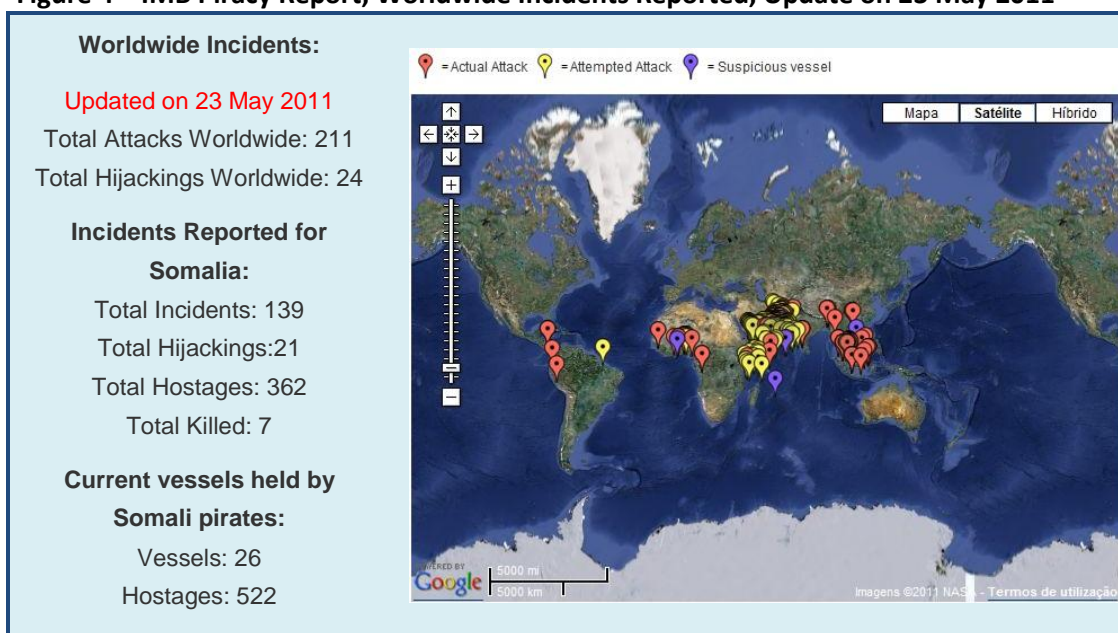 Worldwide Incidents:
Updated on 23 May 2011
Total Attacks Worldwide: 211
Total Hijackings Worldwide: 24
Incidents Reported for
Somalia:
Total Incidents: 139
Total Hijackings:21
Total Hostages: 362
Total Killed: 7
Current vessels held by
Somali pirates:
Vessels: 26
Hostages: 522
=Actual Attack =Attempted Attack = Suspicious vessel
Mapa Satélite Híbrido
5000 mi
5000 km
POWERED BY
Google
Imagens ©2011 NASA - Termos de utilização